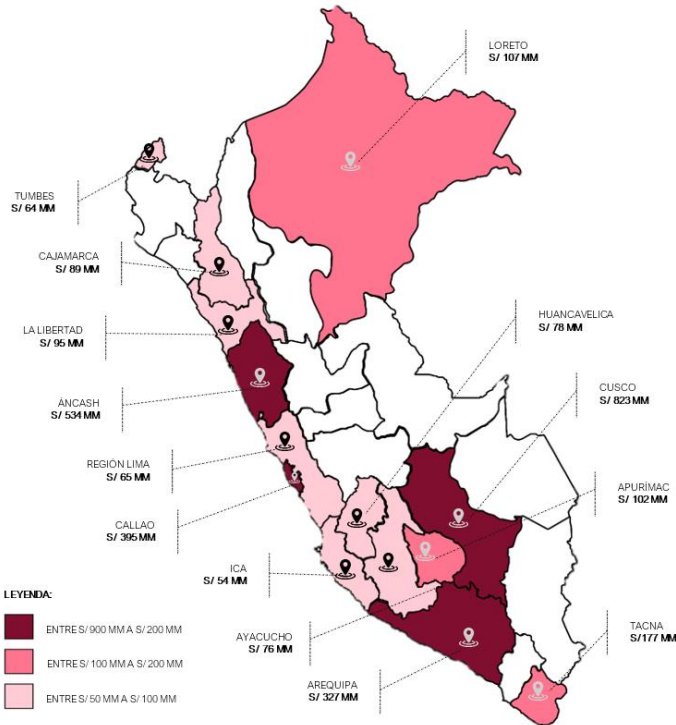 LORETO
S/ 107 MM
TUMBES
S/ 64 MM
CAJAMARCA
S/ 89 MM
HUANCAVELICA
S/ 78 MM
LA LIBERTAD
S/ 95 MM
CUSCO
S/ 823 MM
ÁNCASH
S/ 534 MM
REGIÓN LIMA
S/ 65 MM
APURÍMAC
S/ 102 MM
CALLAO
S/ 395 MM
ICA
S/ 54 MM
LEYENDA:
ENTRE S/ 900 MM A S/ 200 MM
ENTRE S/ 100 MM A S/ 200 MM
ENTRE S/ 50 MM A S/ 100 MM
AYACUCHO
S/ 76 MM
TACNA
S/ 177 MM
AREQUIPA
S/ 327 MM